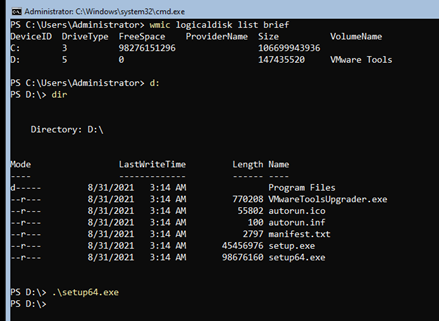 Administrator: C:\Windows\system32\cmd.exe
PS C:\Users\Administrator> wmic logicaldisk list brief
DeviceID  DriveType  FreeSpace    ProviderName  Size          VolumeName
C:        3          98276151296                106699943936
D:        5          0                          147435520     VMware Tools
PS C:\Users\Administrator> d:
PS D:\> dir
Directory: D:\
Mode                LastWriteTime         Length Name
----                -------------         ------ ----
d-----        8/31/2021   3:14 AM                Program Files
--r---        8/31/2021   3:14 AM         770208 VMwareToolsUpgrader.exe
--r---        8/31/2021   3:14 AM          55802 autorun.ico
--r---        8/31/2021   3:14 AM            100 autorun.inf
--r---        8/31/2021   3:14 AM           2797 manifest.txt
--r---        8/31/2021   3:14 AM       45456976 setup.exe
--r---        8/31/2021   3:14 AM       98676160 setup64.exe
PS D:\> .\setup64.exe
PS D:\>